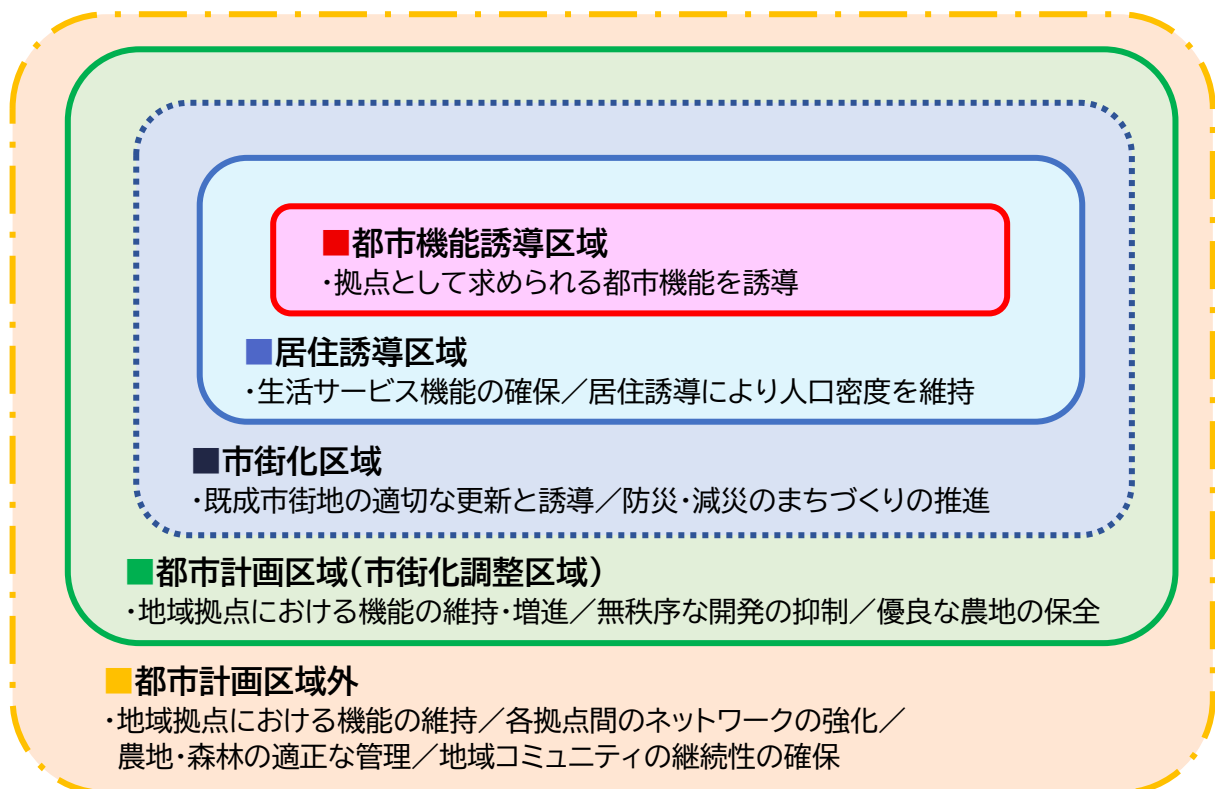 ■都市機能誘導区域
・拠点として求められる都市機能を誘導
■居住誘導区域
・生活サービス機能の確保／居住誘導により人口密度を維持
■市街化区域
・既成市街地の適切な更新と誘導／防災・減災のまちづくりの推進
■都市計画区域（市街化調整区域）
・地域拠点における機能の維持・増進／無秩序な開発の抑制／優良な農地の保全
■都市計画区域外
・地域拠点における機能の維持／各拠点間のネットワークの強化／
農地・森林の適正な管理／地域コミュニティの継続性の確保